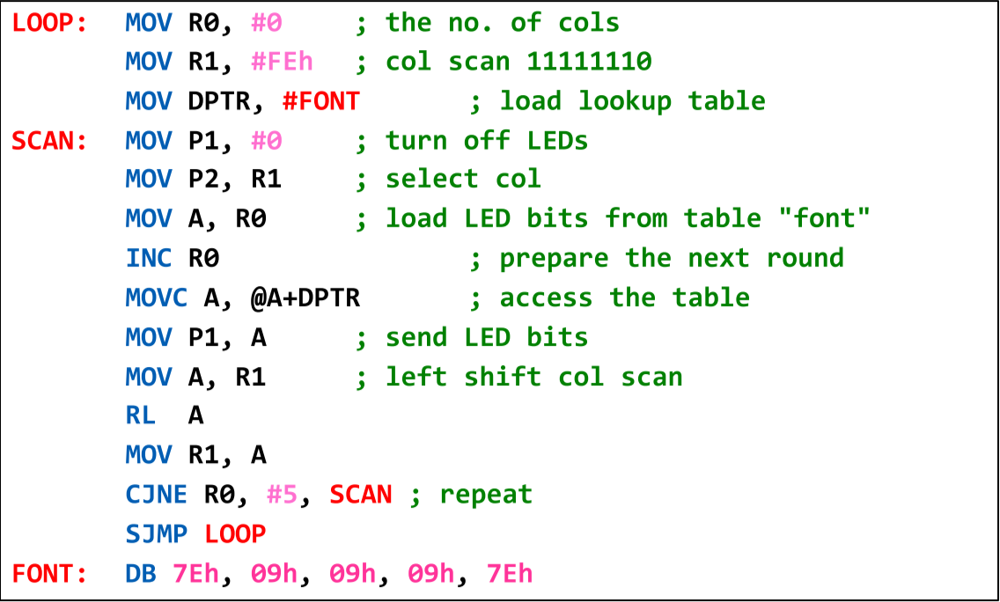 LOOP: MOV R0, #0 ; the no. of cols
MOV R1, #FEh ; col scan 11111110
MOV DPTR, #FONT ; load lookup table
SCAN: MOV P1, #0 ; turn off LEDs
MOV P2, R1 ; select col
MOV A, R0 ; load LED bits from table "font"
INC R0 ; prepare the next round
MOVC A, @A+DPTR ; access the table
MOV P1, A ; send LED bits
MOV A, R1 ; left shift col scan
RL A
MOV R1, A
CJNE R0, #5, SCAN ; repeat
SJMP LOOP
FONT: DB 7Eh, 09h, 09h, 09h, 7Eh